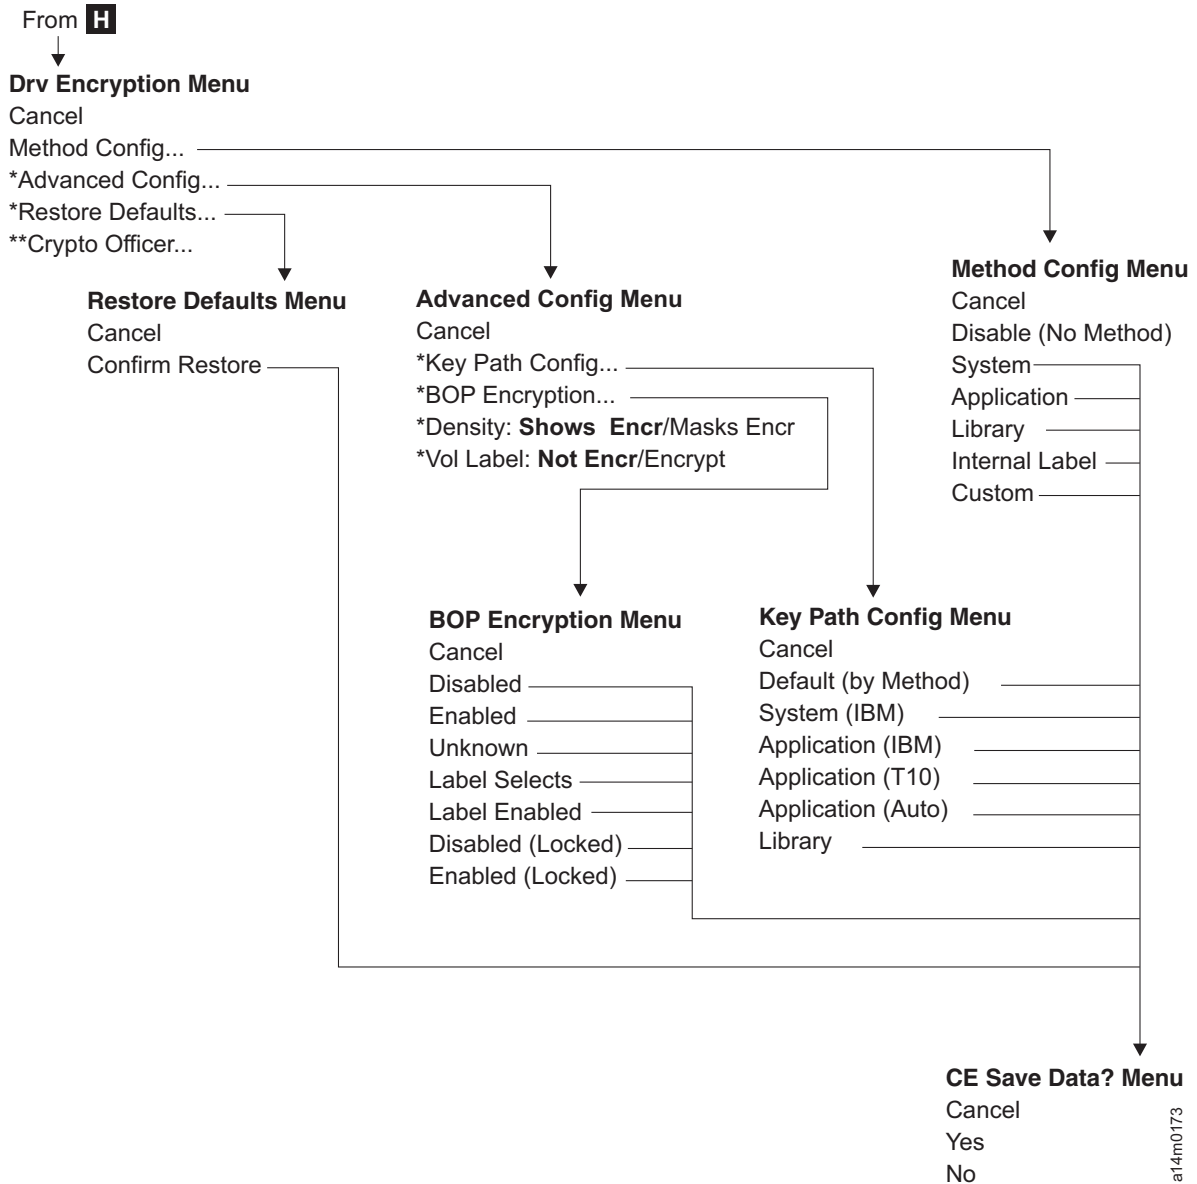 From H
Drv Encryption Menu
Cancel
Method Config...
*Advanced Config...
*Restore Defaults...
**Crypto Officer...
Restore Defaults Menu
Cancel
Confirm Restore
Advanced Config Menu
Cancel
*Key Path Config...
*BOP Encryption...
*Density: Shows Encr/Masks Encr
*Vol Label: Not Encr/Encrypt
Method Config Menu
Cancel
Disable (No Method)
System
Application
Library
Internal Label
Custom
BOP Encryption Menu
Cancel
Disabled
Enabled
Unknown
Label Selects
Label Enabled
Disabled (Locked)
Enabled (Locked)
Key Path Config Menu
Cancel
Default (by Method)
System (IBM)
Application (IBM)
Application (T10)
Application (Auto)
Library
CE Save Data? Menu
Cancel
Yes
No
a14m0173